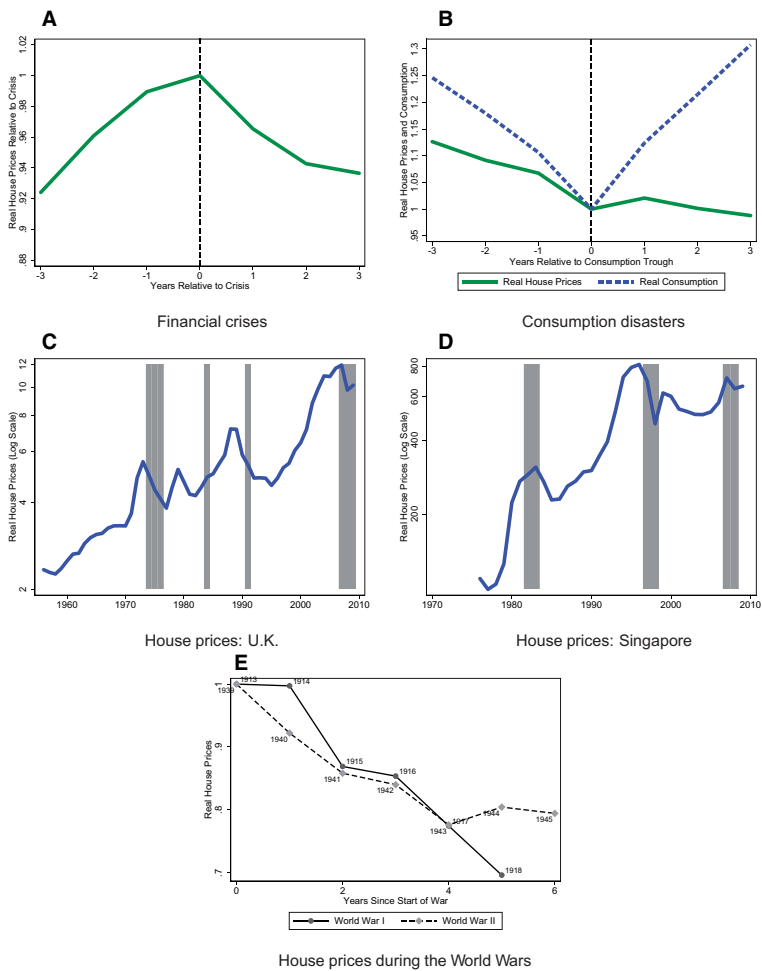 A
Real House Prices Relative to Crisis
1.02
1
.98
.96
.94
.92
.9
.88
-3 -2 -1 0 1 2 3
Years Relative to Crisis
Financial crises
B
Real House Prices and Consumption
1.3
1.25
1.2
1.15
1.1
1.05
1
.95
-3 -2 -1 0 1 2 3
Years Relative to Consumption Trough
Real House Prices Real Consumption
Consumption disasters
C
Real House Prices (Log Scale)
12
10
8
6
4
2
1960 1970 1980 1990 2000 2010
House prices: U.K.
D
Real House Prices (Log Scale)
800
600
400
200
1970 1980 1990 2000 2010
House prices: Singapore
E
Real House Prices
1
.9
.8
.7
1913
1939
1914
1940
1915
1941
1916
1942
1917
1943
1944
1945
1918
0 2 4 6
Years Since Start of War
World War I World War II
House prices during the World Wars